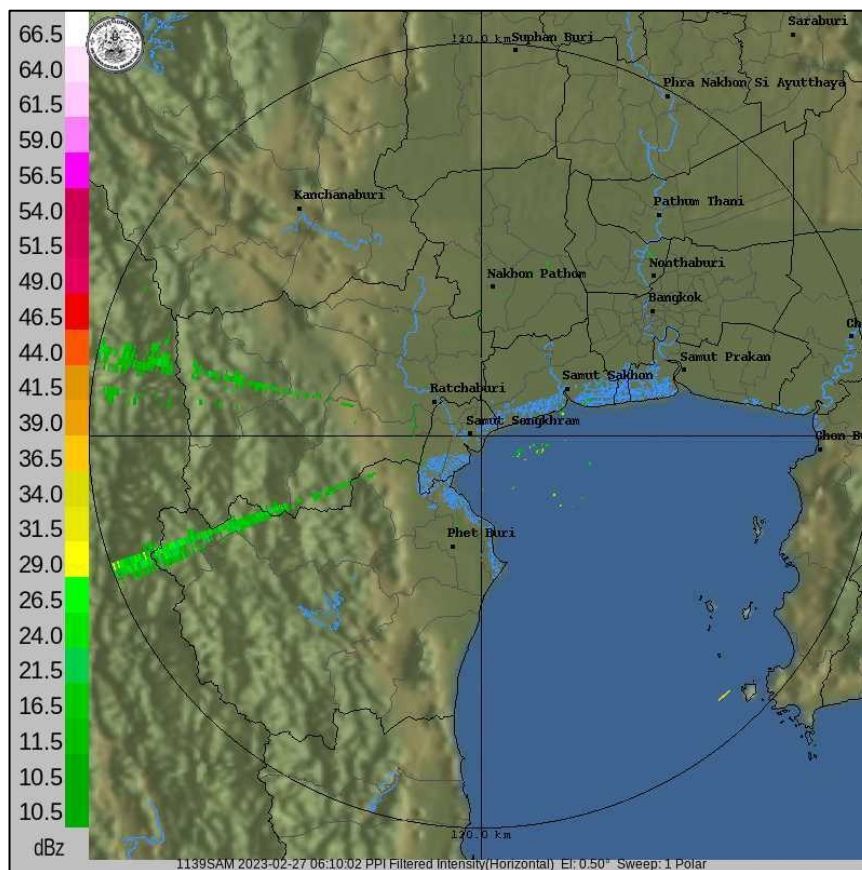 66.5
64.0
61.5
59.0
56.5
54.0
51.5
49.0
46.5
44.0
41.5
39.0
36.5
34.0
31.5
29.0
26.5
24.0
21.5
16.5
11.5
10.5
10.5
dBz
120.0 km
Suphan Buri
Saraburi
Phra Nakhon Si Ayutthaya
Kanchanaburi
Pathum Thani
Nakhon Pathom
Nonthaburi
Bangkok
Ch
Samut Prakan
Ratchaburi
Samut Sakhon
Samut Songkhram
Chon Bu
Phet Buri
120.0 km
1139SAM 2023-02-27 06:10:02 PPI Filtered Intensity(Horizontal) El: 0.50° Sweep: 1 Polar